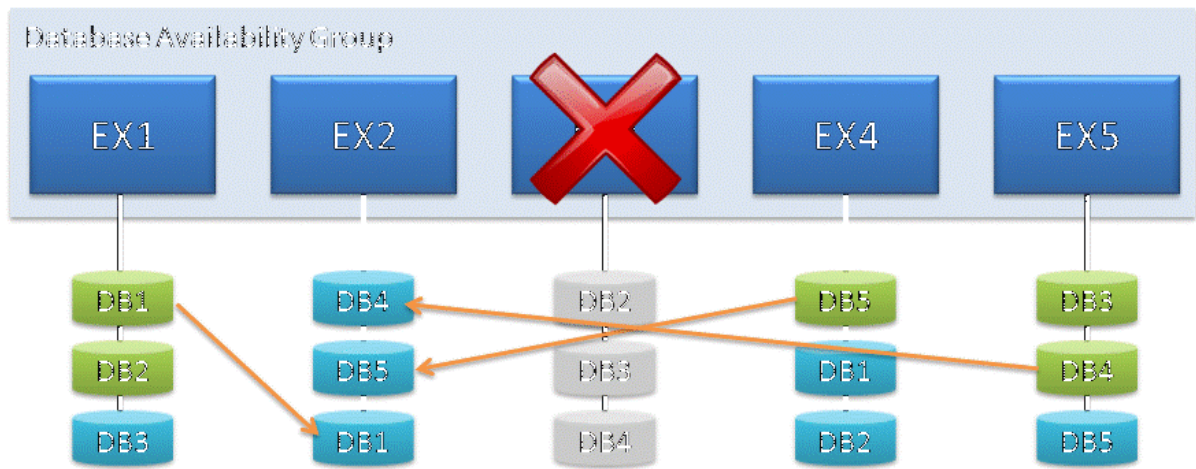 Database Availability Group
EX1 EX2 EX4 EX5
DB1 DB4 DB2 DB5 DB3
DB2 DB5 DB3 DB1 DB4
DB3 DB1 DB4 DB2 DB5